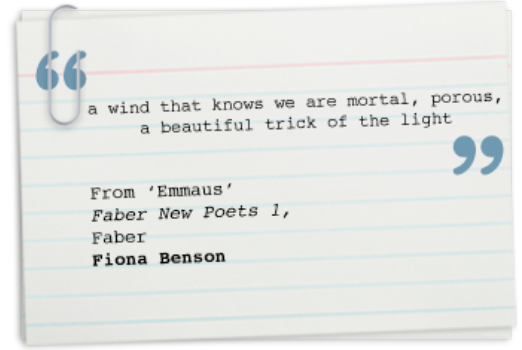 “
a wind that knows we are mortal, porous,
a beautiful trick of the light
”
From ‘Emmaus’
Faber New Poets 1,
Faber
Fiona Benson